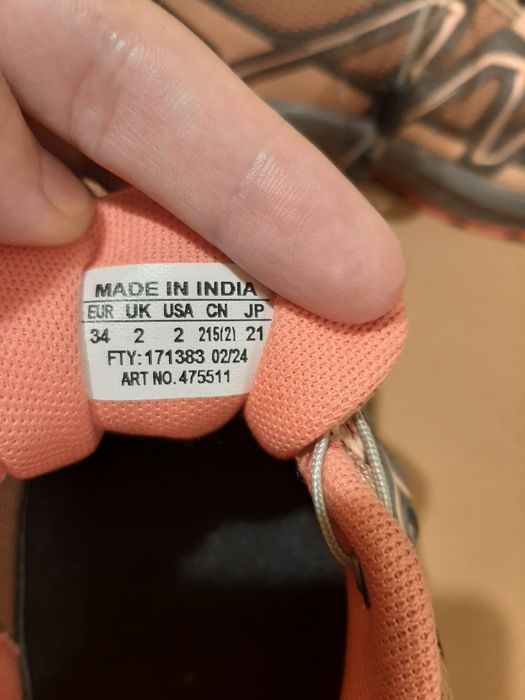 MADE IN INDIA
EUR UK USA CN JP
34 2 2 215(2) 21
FTY: 171383 02/24
ART NO. 475511